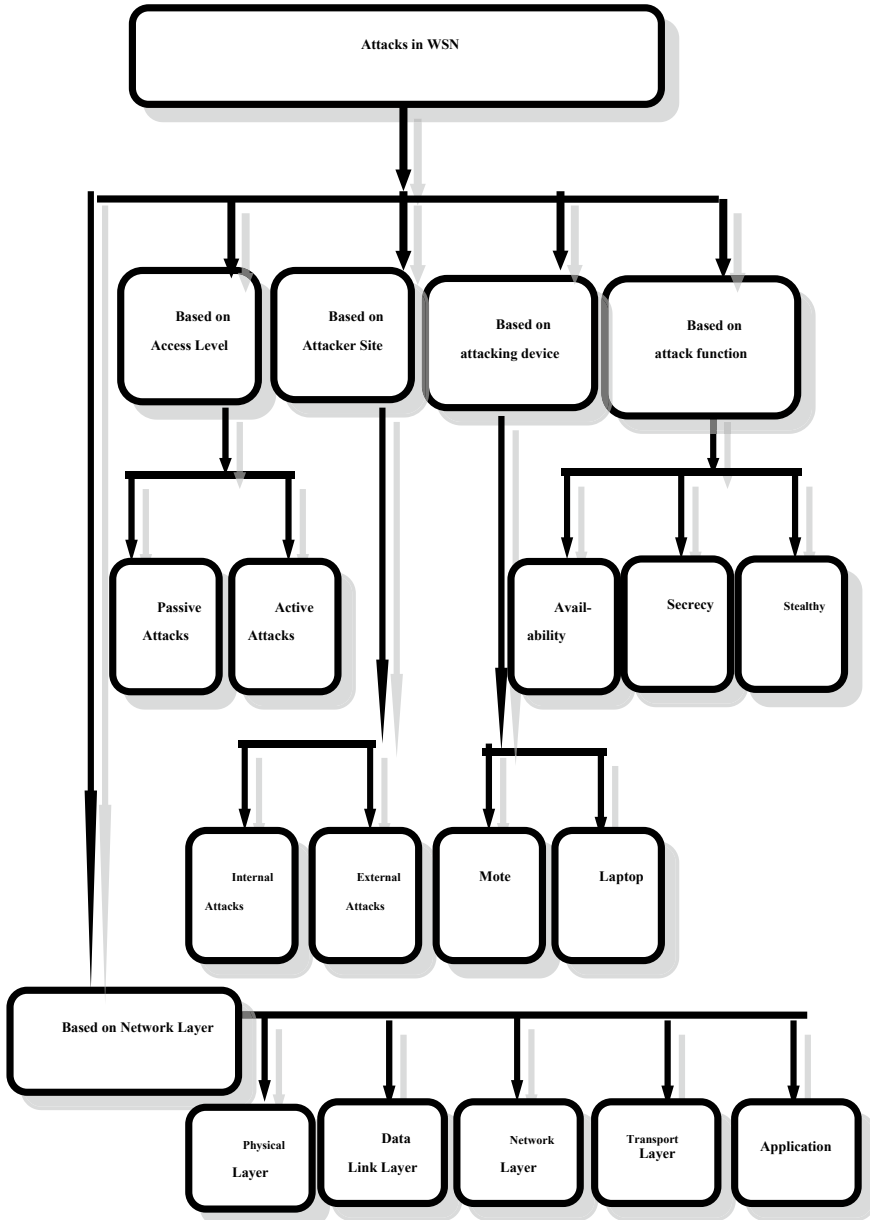 Attacks in WSN
Based on
Access Level
Based on
Attacker Site
Based on
attacking device
Based on
attack function
Passive
Attacks
Active
Attacks
Avail-
ability
Secrecy
Stealthy
Internal
Attacks
External
Attacks
Mote
Laptop
Based on Network Layer
Physical
Layer
Data
Link Layer
Network
Layer
Transport
Layer
Application